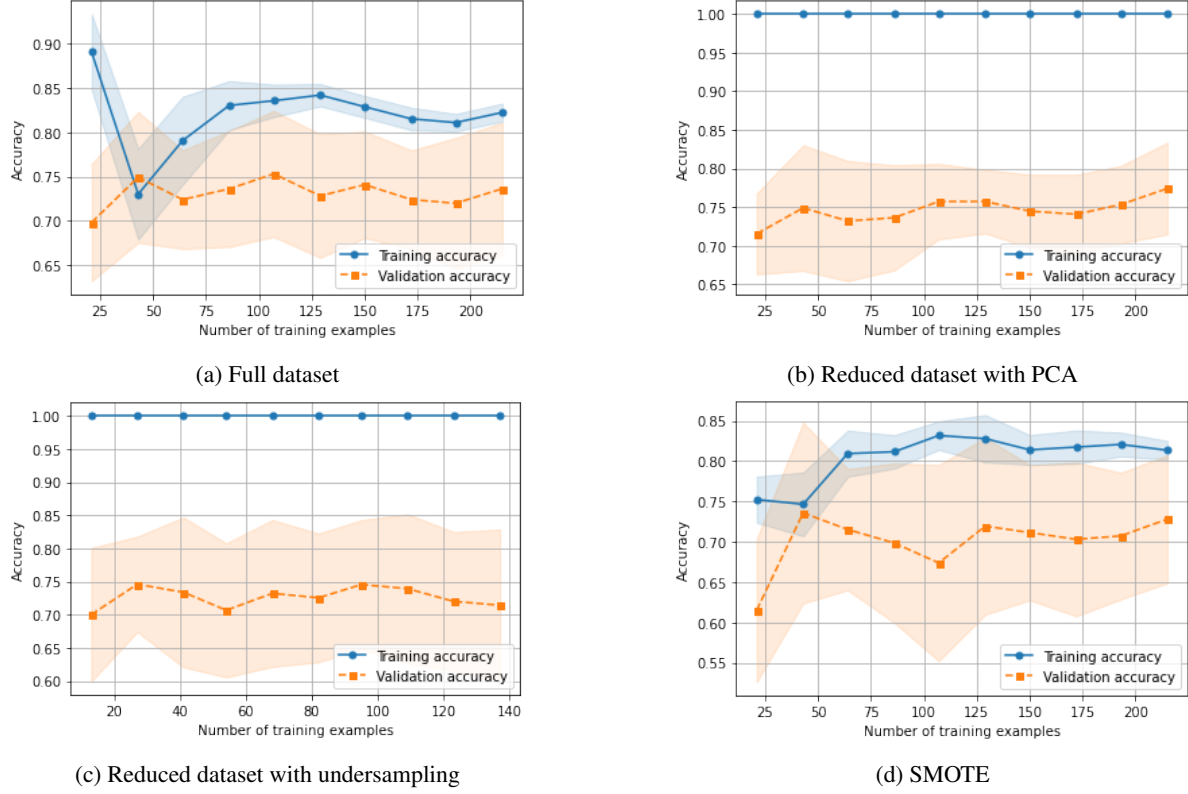 0.90
0.85
0.80
0.75
0.70
0.65
Accuracy
Training accuracy
Validation accuracy
25 50 75 100 125 150 175 200
Number of training examples
(a) Full dataset
1.00
0.95
0.90
0.85
0.80
0.75
0.70
0.65
Accuracy
Training accuracy
Validation accuracy
25 50 75 100 125 150 175 200
Number of training examples
(b) Reduced dataset with PCA
1.00
0.95
0.90
0.85
0.80
0.75
0.70
0.65
0.60
Accuracy
Training accuracy
Validation accuracy
20 40 60 80 100 120 140
Number of training examples
(c) Reduced dataset with undersampling
0.85
0.80
0.75
0.70
0.65
0.60
0.55
Accuracy
Training accuracy
Validation accuracy
25 50 75 100 125 150 175 200
Number of training examples
(d) SMOTE